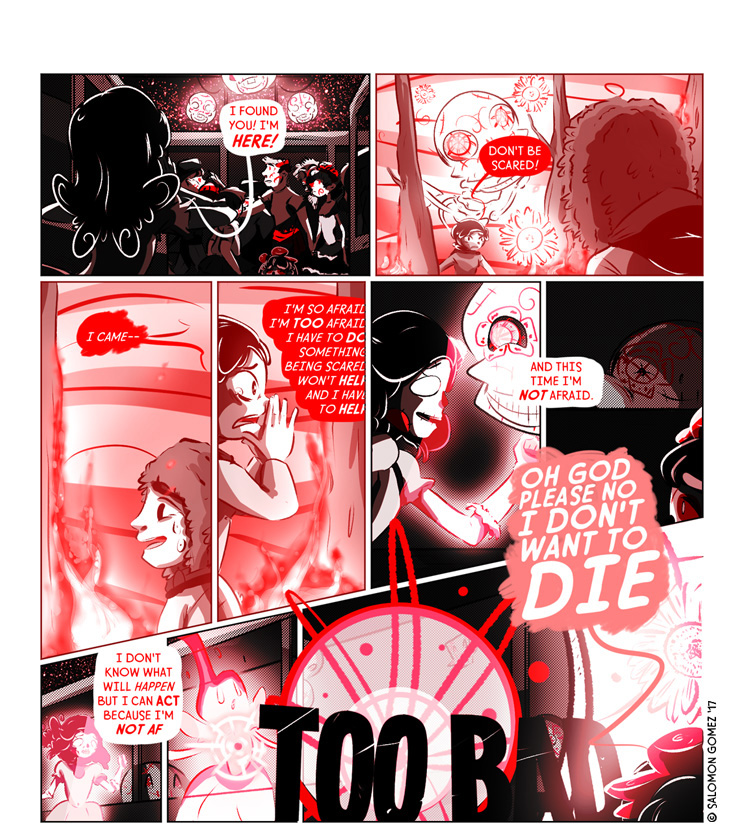 I FOUND
YOU! I'M
HERE!
DON'T BE
SCARED!
I CAME--
I'M SO AFRAID
I'M TOO AFRAID
I HAVE TO DO
SOMETHING
BEING SCARED
WON'T HELP
AND I HAVE
TO HELP
AND THIS
TIME I'M
NOT AFRAID.
OH GOD
PLEASE NO
I DON'T
WANT TO
DIE
I DON'T
KNOW WHAT
WILL HAPPEN
BUT I CAN ACT
BECAUSE I'M
NOT AF
TOO BAD
© SALOMON GOMEZ '17